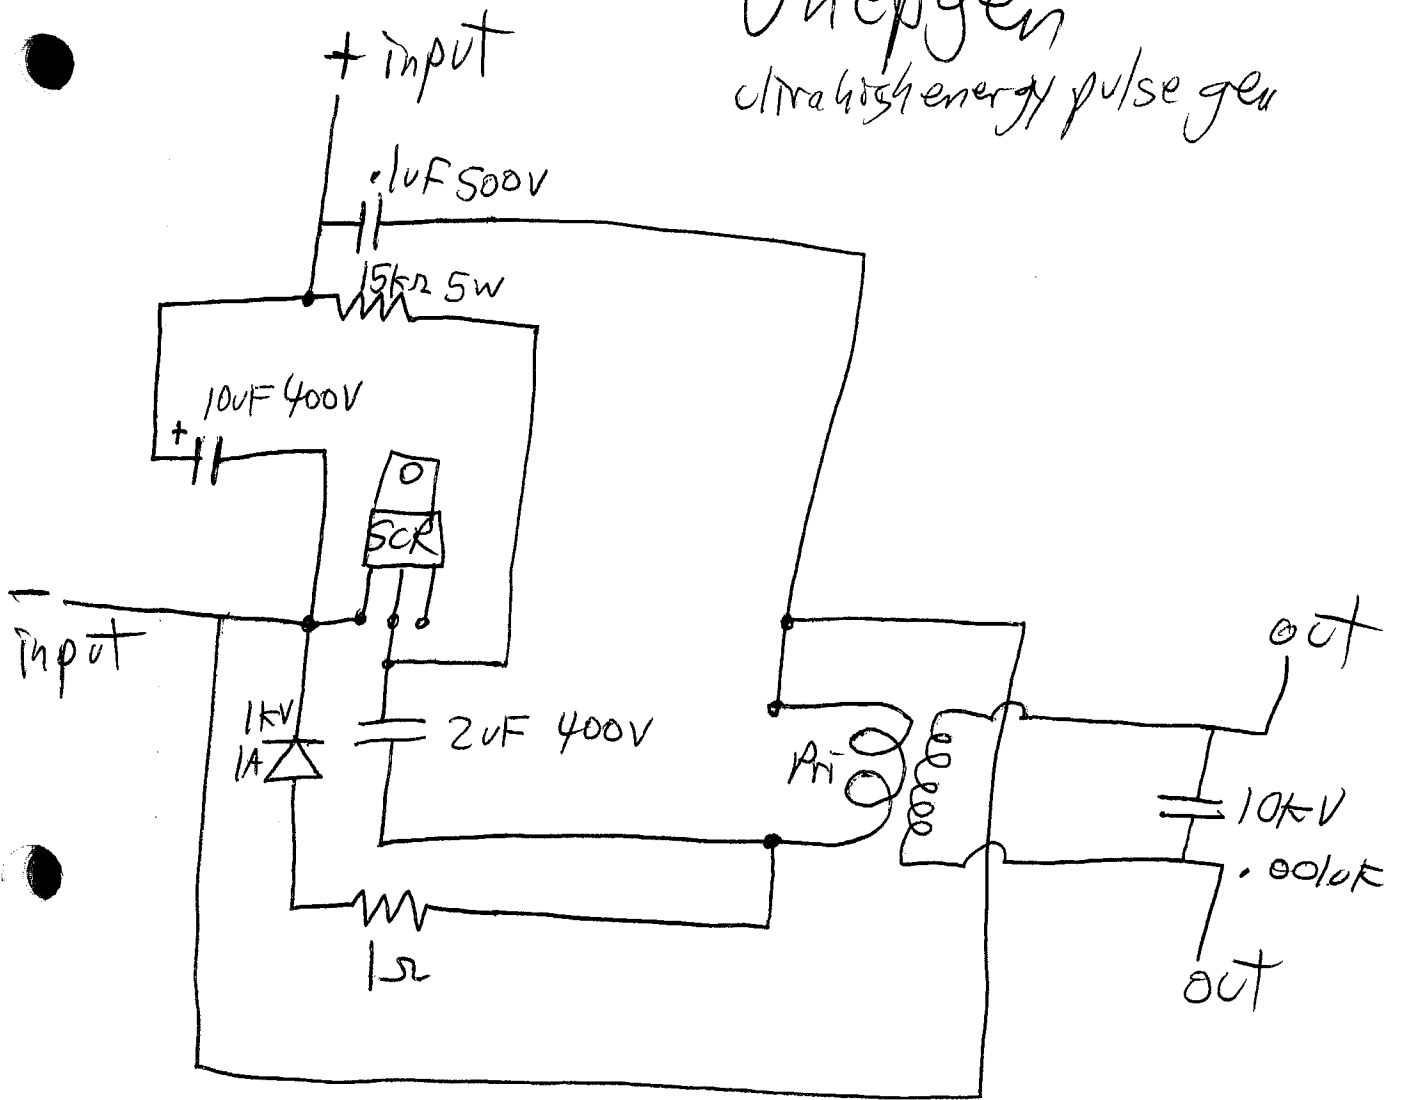 + input
ultrahighenergy pulse gen
.1uF 500V
15kΩ 5W
10uF 400V
+
SCR
−
input
out
1kV
1A
2uF 400V
Pri
10kV
.001uF
1Ω
out